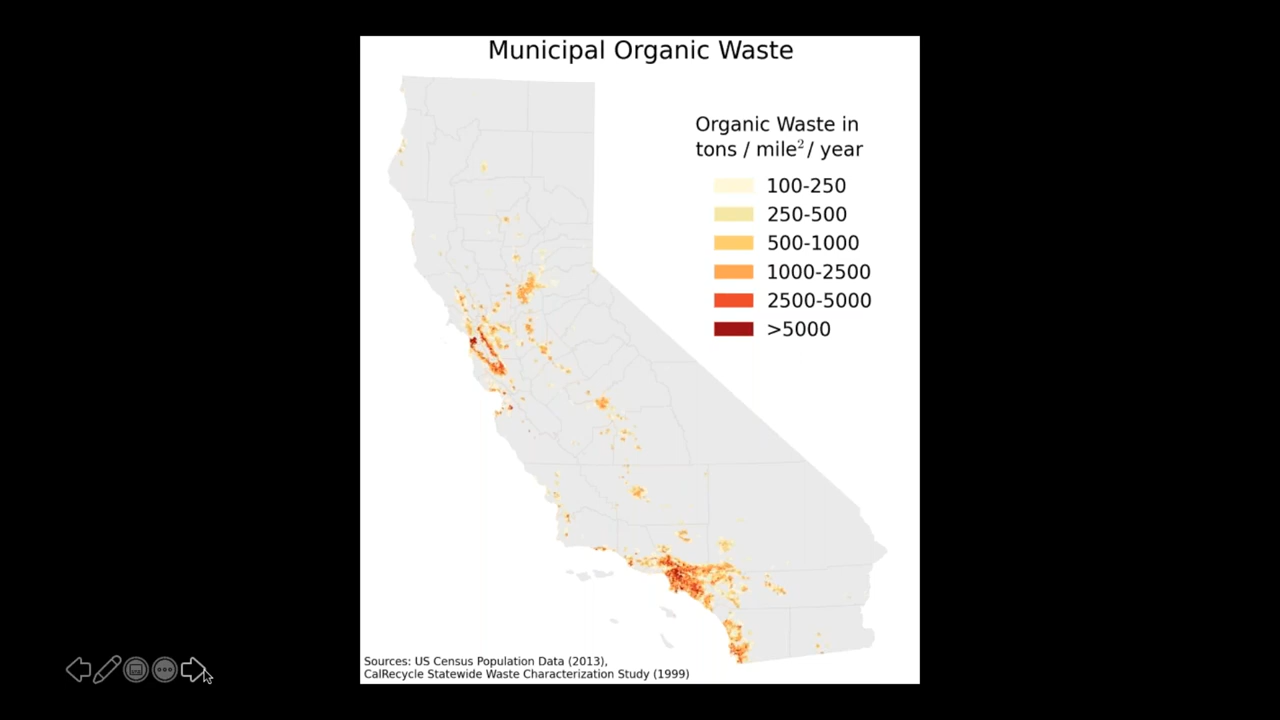 Municipal Organic Waste
Organic Waste in
tons / mile² / year
100-250
250-500
500-1000
1000-2500
2500-5000
>5000
Sources: US Census Population Data (2013),
CalRecycle Statewide Waste Characterization Study (1999)